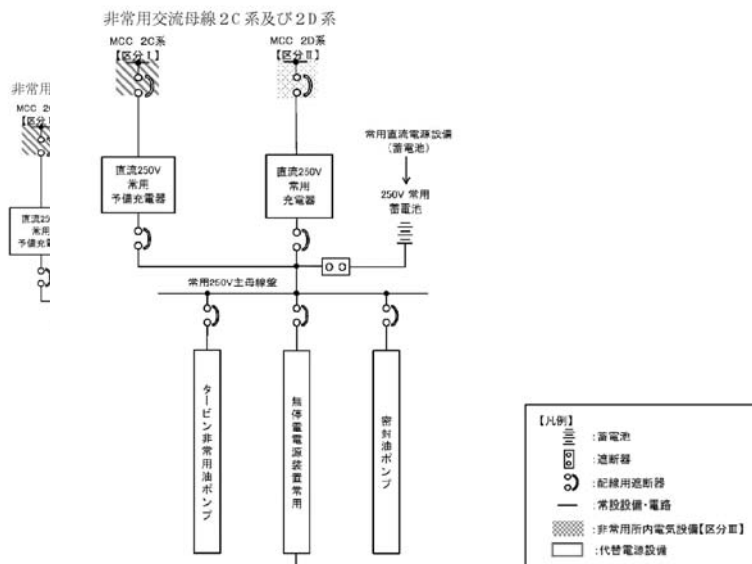 非常用交流母線2C系及び2D系
MCC 2C系
【区分Ⅰ】
MCC 2D系
【区分Ⅱ】
非常用
MCC 2
【区分
直流25
常用
予備充
直流250V
常用
予備充電器
直流250V
常用
充電器
常用直流電源設備
(蓄電池)
250V 常用
蓄電池
常用250V主母線盤
タービン非常用油ポンプ
無停電電源装置常用
密封油ポンプ
【凡例】
:蓄電池
:遮断器
:配線用遮断器
:常設設備・電路
:非常用所内電気設備【区分Ⅲ】
:代替電源設備